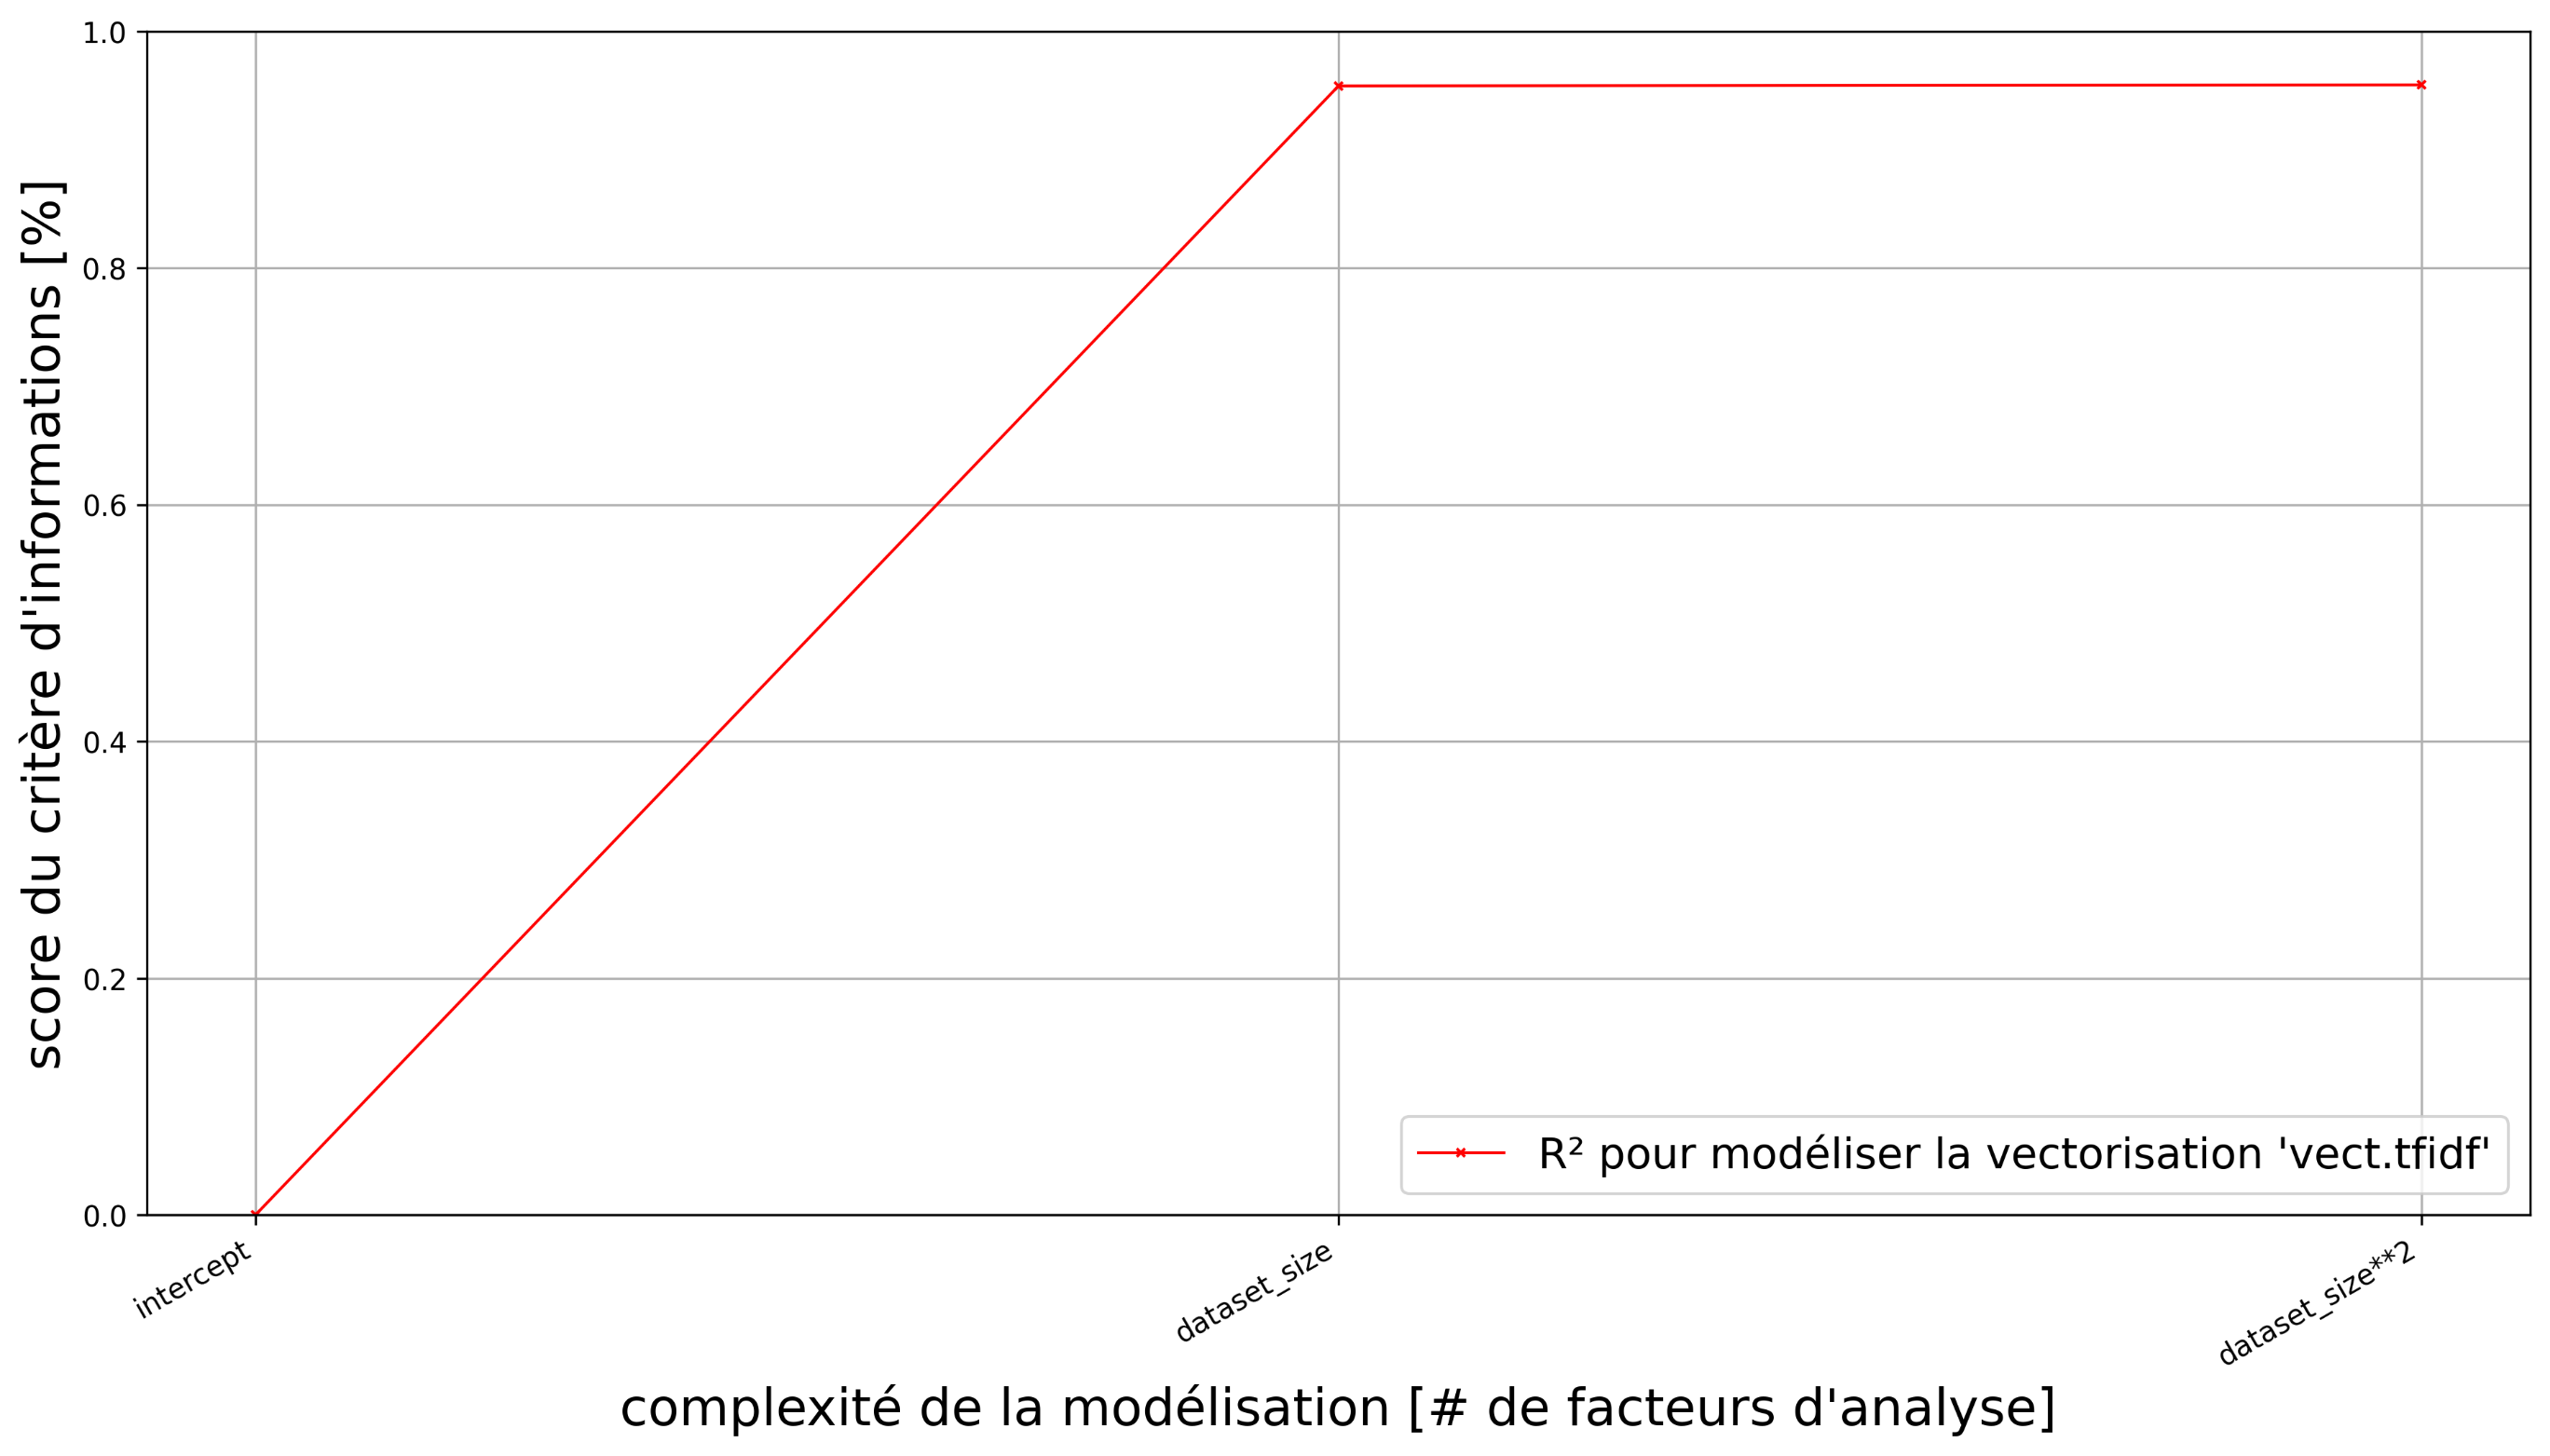 score du critère d'informations [%]
1.0
0.8
0.6
0.4
0.2
0.0
R² pour modéliser la vectorisation 'vect.tfidf'
intercept
dataset_size
dataset_size**2
complexité de la modélisation [# de facteurs d'analyse]